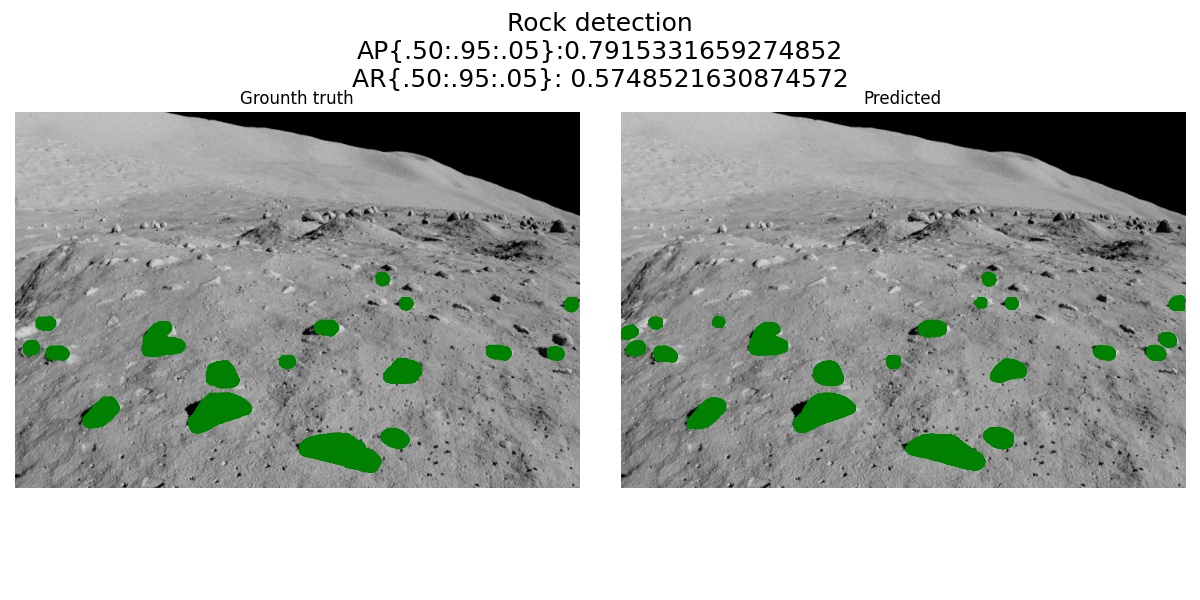 Rock detection
AP{.50:.95:.05}:0.7915331659274852
AR{.50:.95:.05}: 0.5748521630874572
Grounth truth
Predicted